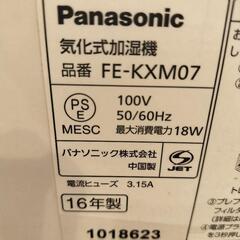 Panasonic
気化式加湿機
品番 FE-KXM07
PS
E
MESC
100V
50/60Hz
最大消費電力18W
パナソニック株式会社
中国製
S
JET
電流ヒューズ 3.15A
16年製
1018623